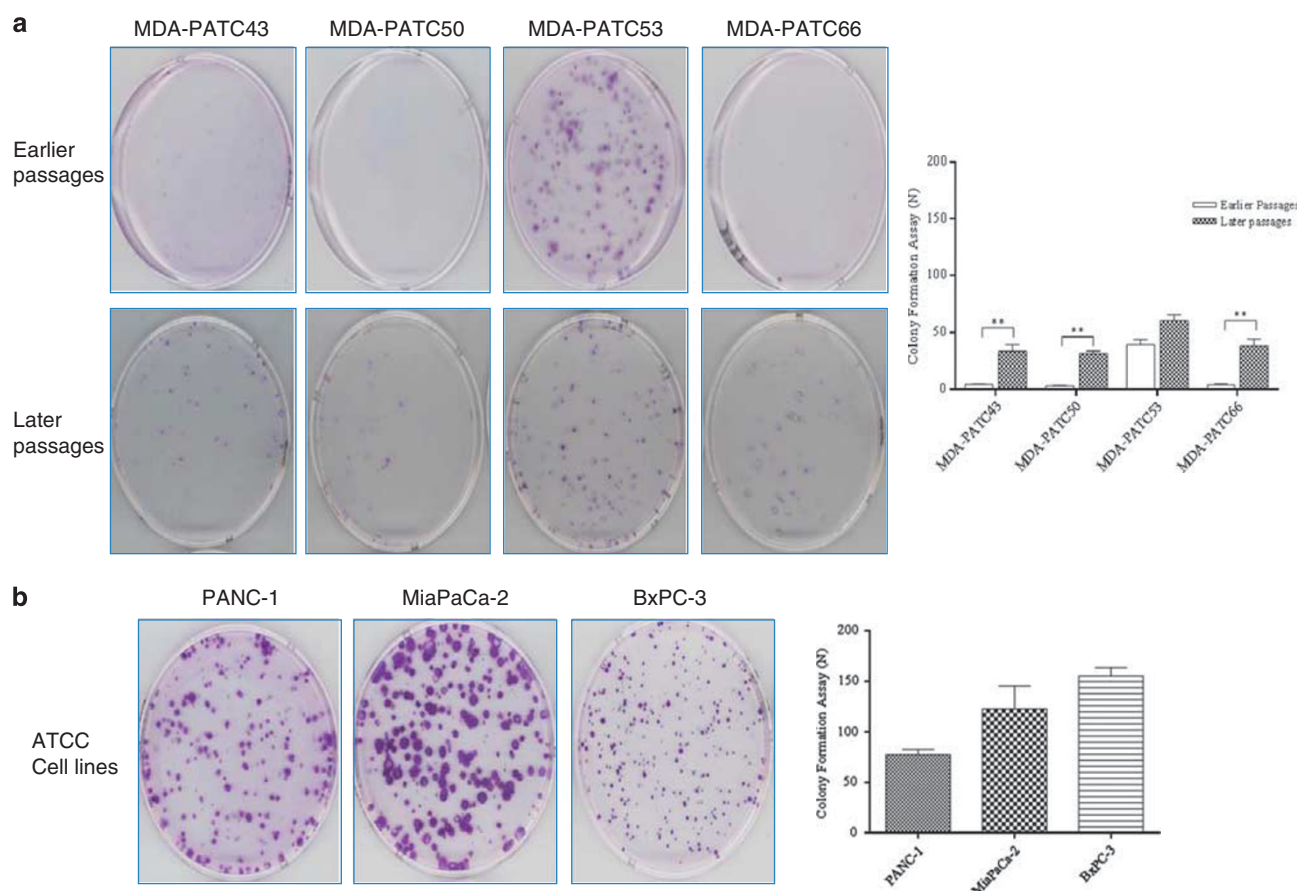 a
MDA-PATC43 MDA-PATC50 MDA-PATC53 MDA-PATC66
Earlier
passages
Later
passages
Colony Formation Assay (N)
200
150
100
50
0
Earlier Passages
Later passages
** ** **
MDA-PATC43 MDA-PATC50 MDA-PATC53 MDA-PATC66
b
PANC-1 MiaPaCa-2 BxPC-3
ATCC
Cell lines
Colony Formation Assay (N)
200
150
100
50
0
PANC-1 MiaPaCa-2 BxPC-3